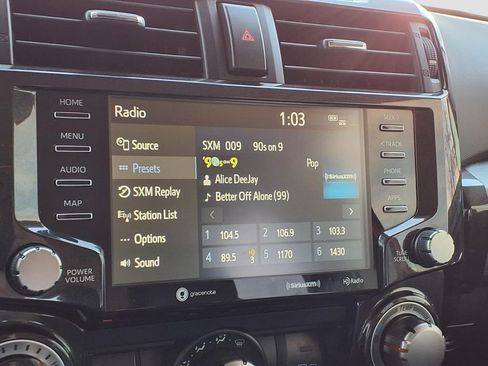 HOME
MENU
AUDIO
MAP
POWER
VOLUME
Radio
1:03
Source
Presets
SXM Replay
Station List
Options
Sound
SXM 009 90s on 9
'90s on 9
Pop
Alice DeeJay
Better Off Alone (99)
SiriusXM
1 104.5
2 106.9
3 103.3
4 89.5 HD 3
5 1170
6 1430
gracenote
SiriusXM
HD Radio
SEEK >
< TRACK
PHONE
APPS
TUNE
SCROLL
TEMP